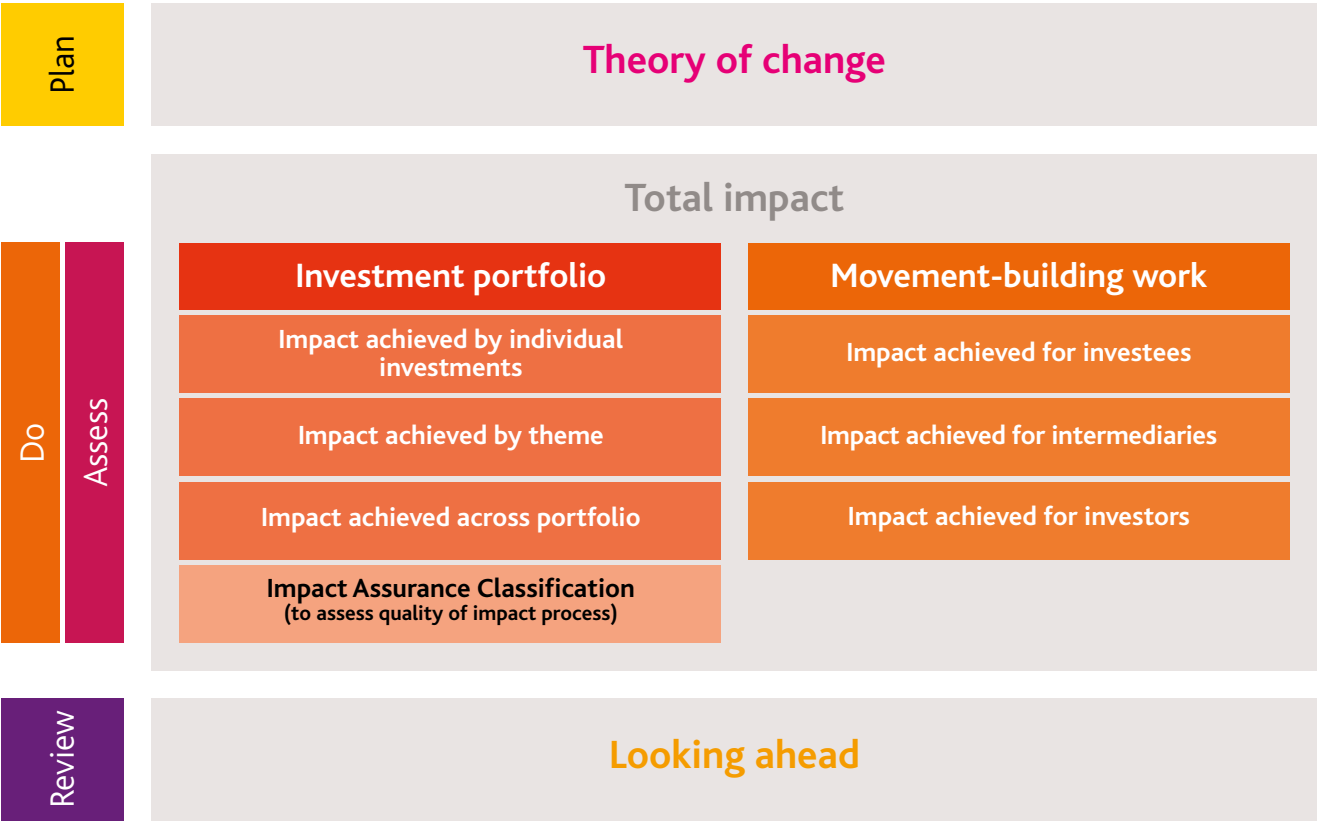 Plan
Theory of change
Total impact
Do
Assess
Investment portfolio
Impact achieved by individual
investments
Impact achieved by theme
Impact achieved across portfolio
Impact Assurance Classification
(to assess quality of impact process)
Movement-building work
Impact achieved for investees
Impact achieved for intermediaries
Impact achieved for investors
Review
Looking ahead